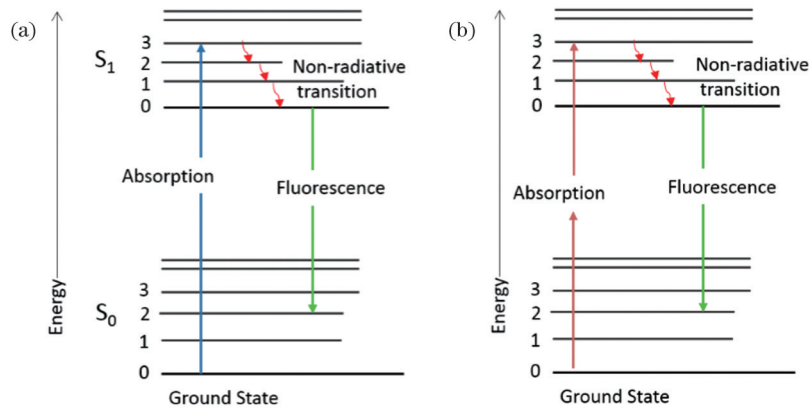 (a)
Energy
S1
3
2
1
0
Non-radiative
transition
Absorption
Fluorescence
S0
3
2
1
0
Ground State
(b)
Energy
3
2
1
0
Non-radiative
transition
Absorption
Fluorescence
3
2
1
0
Ground State